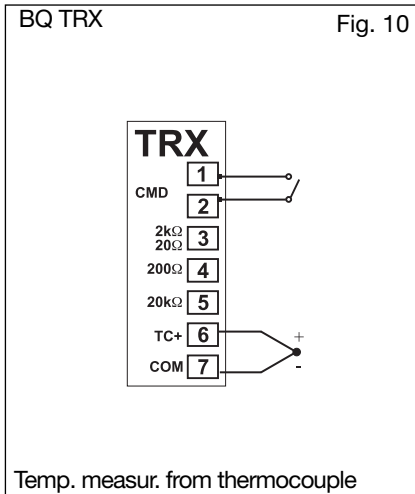 BQ TRX
Fig. 10
TRX
1
CMD
2
2kΩ
20Ω
3
200Ω 4
20kΩ 5
TC+ 6
+
COM 7
-
Temp. measur. from thermocouple